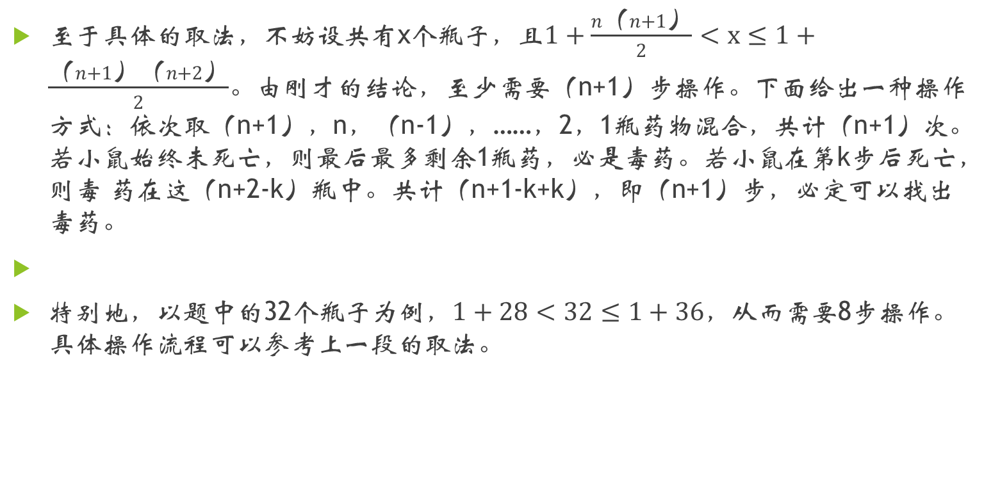 至于具体的取法，不妨设共有x个瓶子，且1 + n（n+1）/2 < x ≤ 1 +
（n+1）（n+2）/2。由刚才的结论，至少需要（n+1）步操作。下面给出一种操作
方式：依次取（n+1），n，（n-1），……，2，1瓶药物混合，共计（n+1）次。
若小鼠始终未死亡，则最后最多剩余1瓶药，必是毒药。若小鼠在第k步后死亡，
则毒 药在这（n+2-k）瓶中。共计（n+1-k+k），即（n+1）步，必定可以找出
毒药。
特别地，以题中的32个瓶子为例，1 + 28 < 32 ≤ 1 + 36，从而需要8步操作。
具体操作流程可以参考上一段的取法。